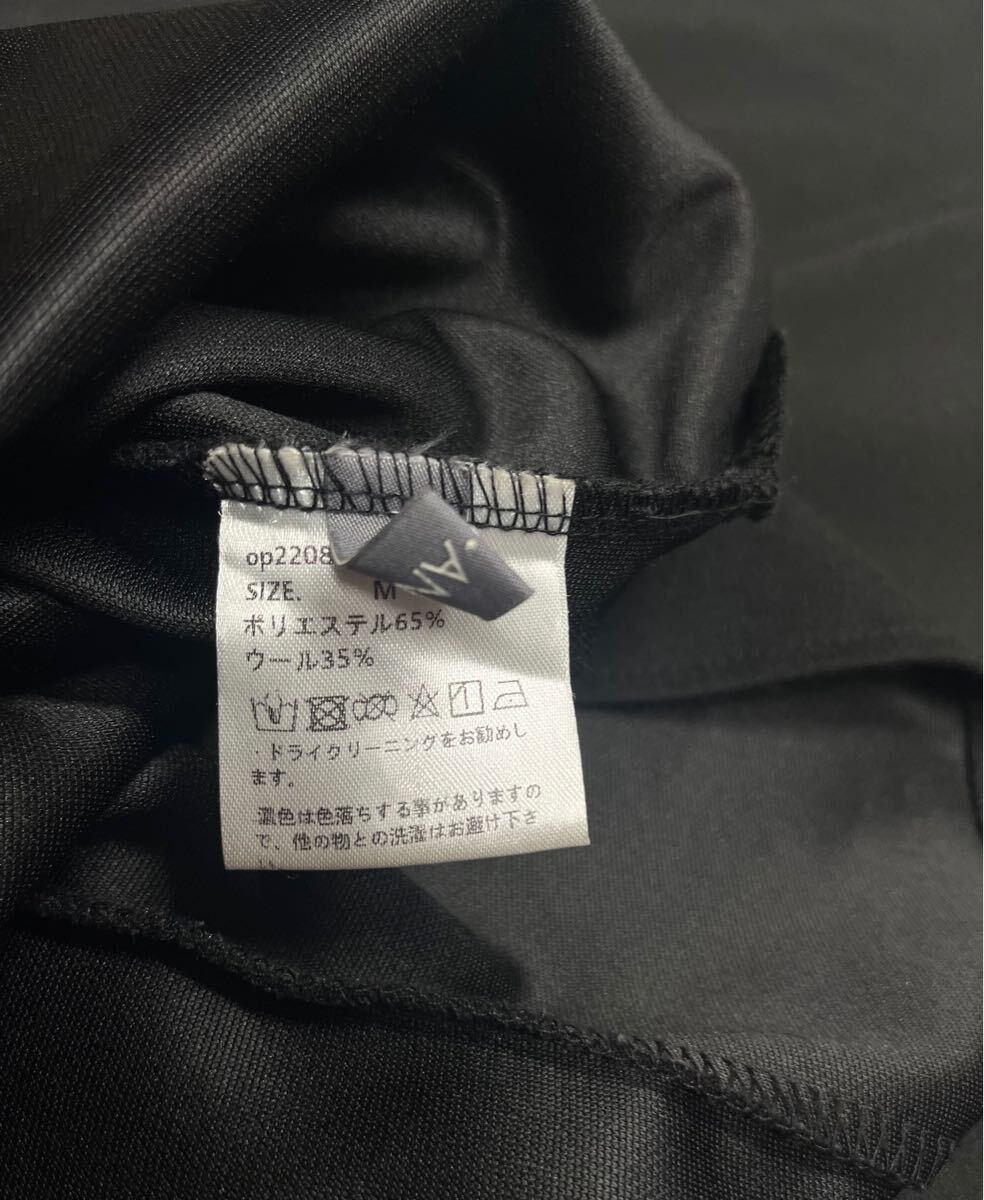 op2208
SIZE. M
ポリエステル65%
ウール35%
・ドライクリーニングをお勧めし
ます。
濃色は色落ちする事がありますの
で、他の物との洗濯はお避け下さ
い